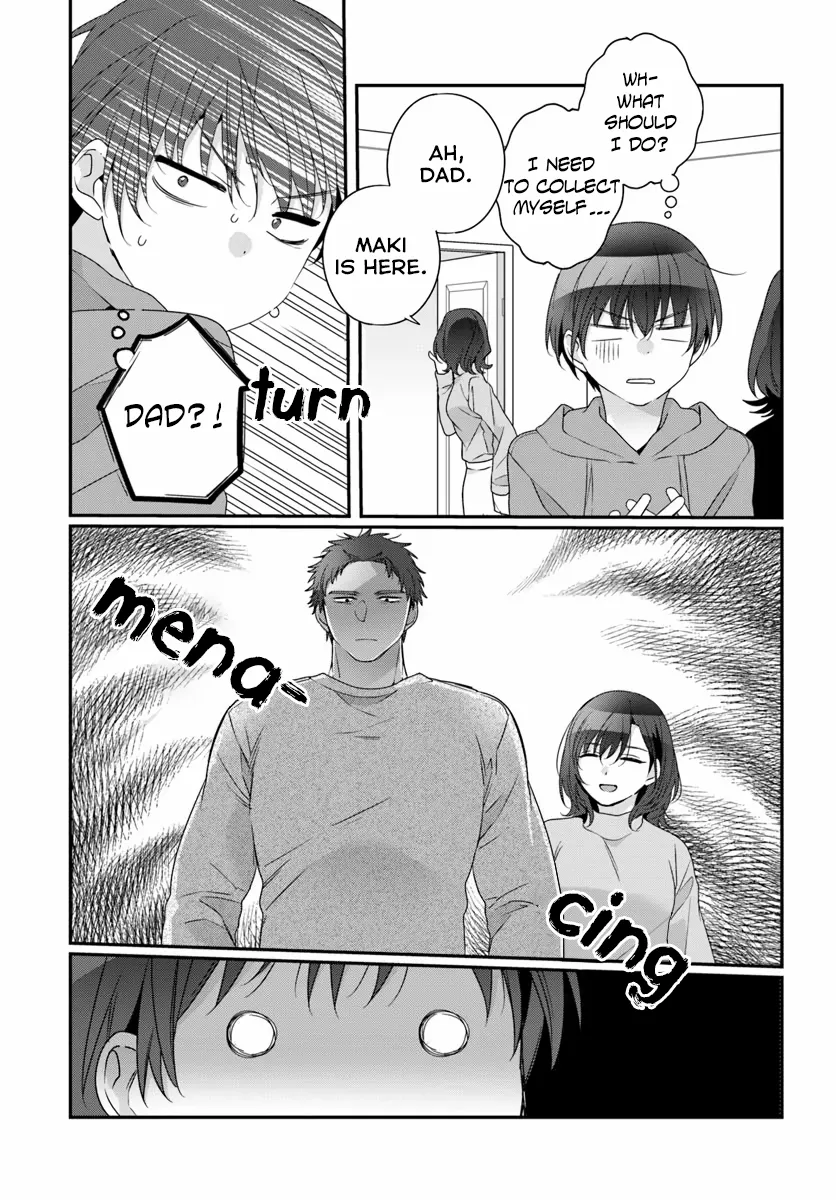 WH-
WHAT
SHOULD
I DO?
I NEED
TO COLLECT
MYSELF...
AH,
DAD.
MAKI
IS HERE.
turn
DAD?!
mena-
cing